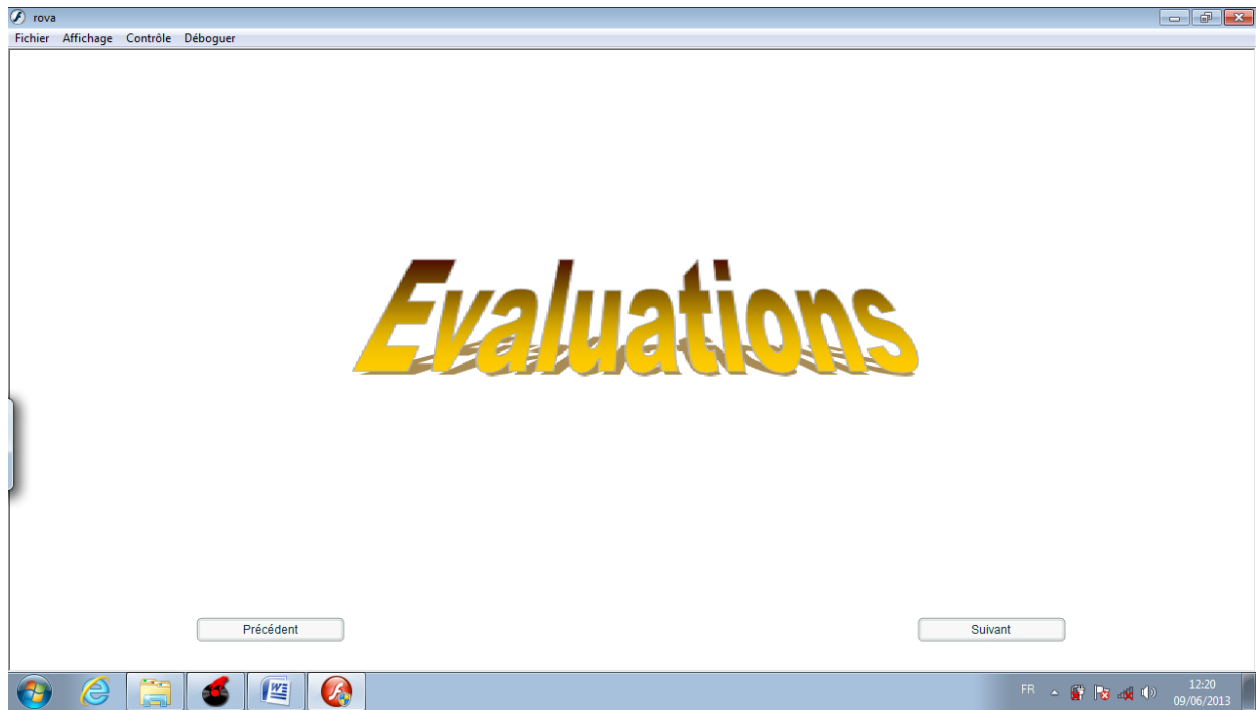 rova
Fichier Affichage Contrôle Déboguer
Evaluations
Précédent Suivant
FR 12:20
09/06/2013